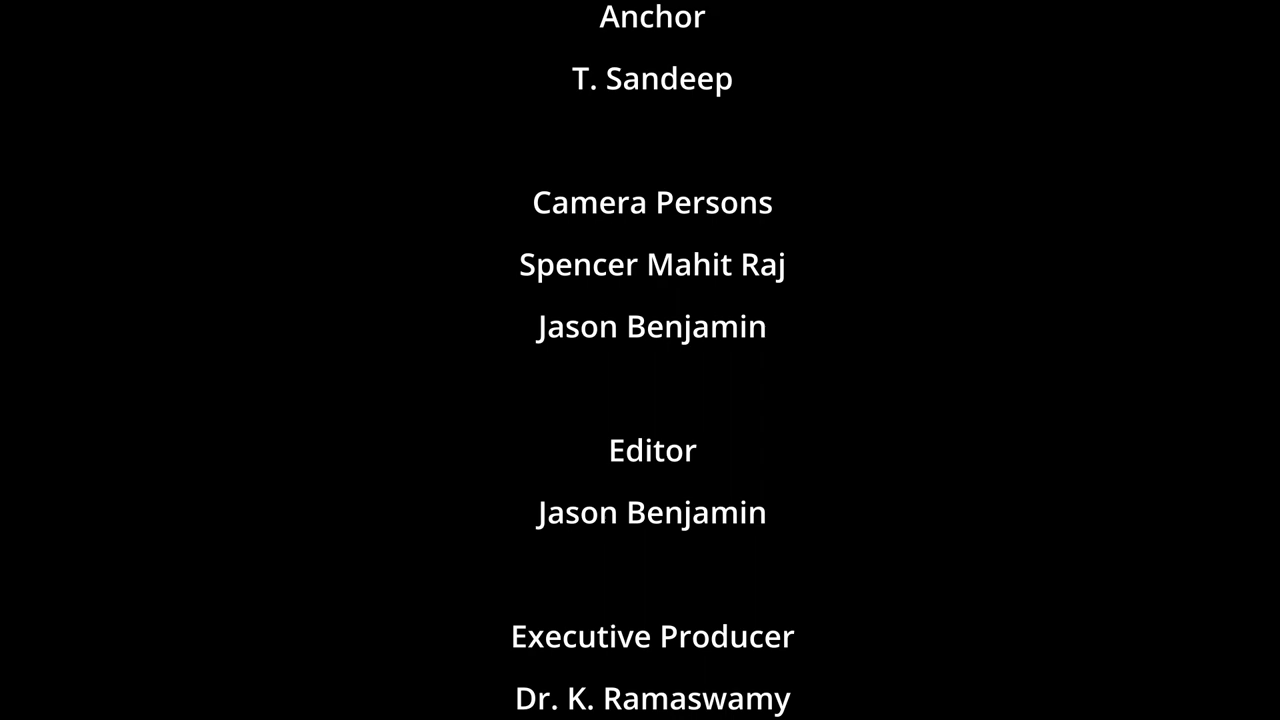 Anchor
T. Sandeep
Camera Persons
Spencer Mahit Raj
Jason Benjamin
Editor
Jason Benjamin
Executive Producer
Dr. K. Ramaswamy